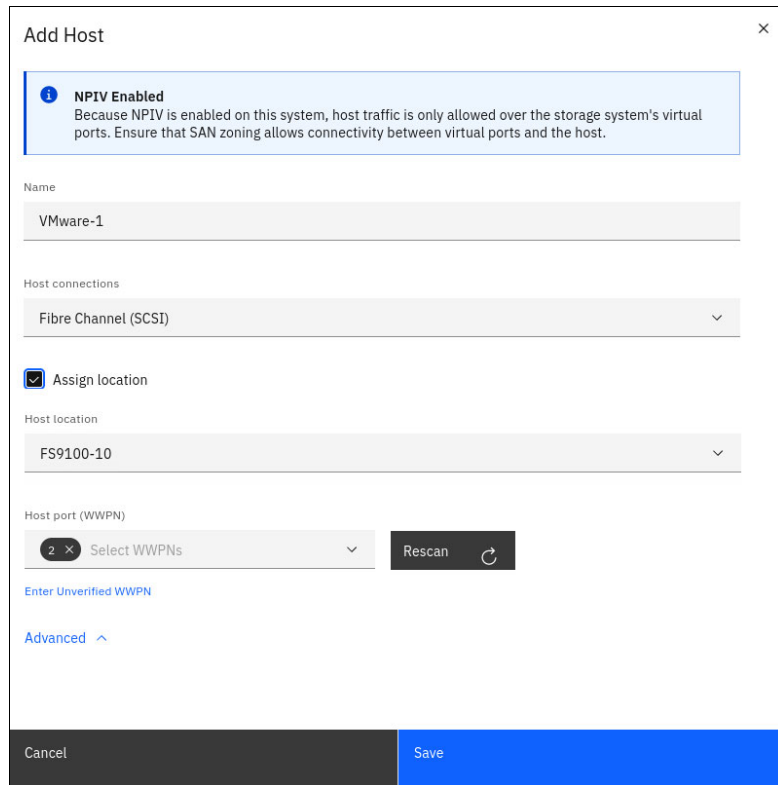 Add Host
NPIV Enabled
Because NPIV is enabled on this system, host traffic is only allowed over the storage system's virtual
ports. Ensure that SAN zoning allows connectivity between virtual ports and the host.
Name
VMware-1
Host connections
Fibre Channel (SCSI)
Assign location
Host location
FS9100-10
Host port (WWPN)
2 × Select WWPNs
Rescan
Enter Unverified WWPN
Advanced
Cancel
Save